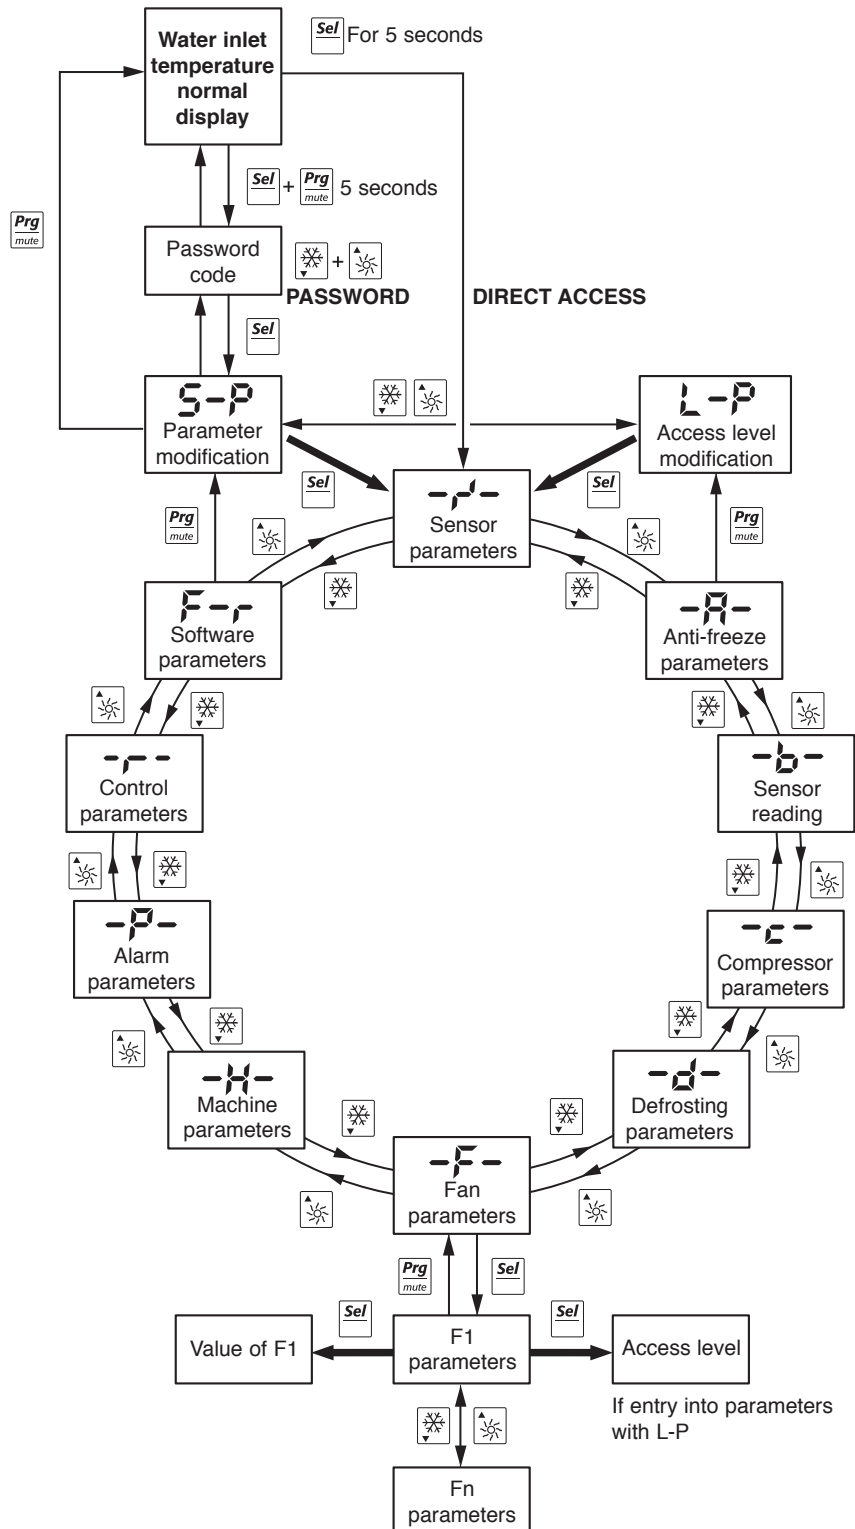 Water inlet
temperature
normal
display
Sel For 5 seconds
Sel + Prg mute 5 seconds
Prg
mute
Password
code
+
PASSWORD
DIRECT ACCESS
Sel
S-P
Parameter
modification
L-P
Access level
modification
Sel
Sel
-/-
Sensor
parameters
Prg
mute
Prg
mute
F-r
Software
parameters
-A-
Anti-freeze
parameters
-r-
Control
parameters
-b-
Sensor
reading
-P-
Alarm
parameters
-c-
Compressor
parameters
-H-
Machine
parameters
-d-
Defrosting
parameters
-F-
Fan
parameters
Prg
mute
Sel
Sel
Sel
Value of F1
F1
parameters
Access level
If entry into parameters
with L-P
Fn
parameters